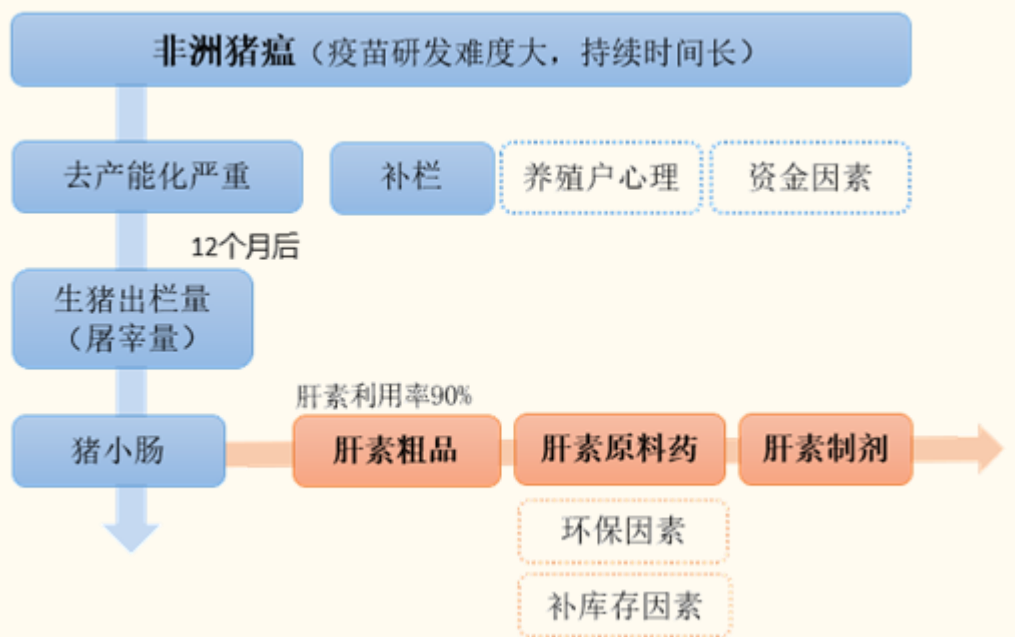 非洲猪瘟（疫苗研发难度大，持续时间长）
去产能化严重
补栏
养殖户心理
资金因素
12个月后
生猪出栏量
（屠宰量）
肝素利用率90%
猪小肠
肝素粗品
肝素原料药
肝素制剂
环保因素
补库存因素